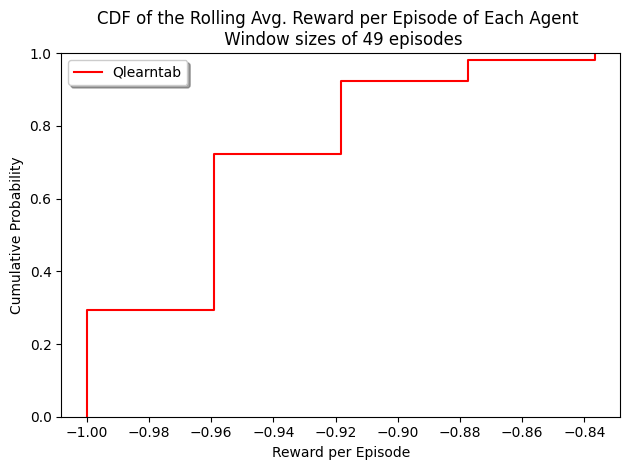 CDF of the Rolling Avg. Reward per Episode of Each Agent
Window sizes of 49 episodes
Qlearntab
1.0
0.8
0.6
0.4
0.2
0.0
Cumulative Probability
−1.00 −0.98 −0.96 −0.94 −0.92 −0.90 −0.88 −0.86 −0.84
Reward per Episode